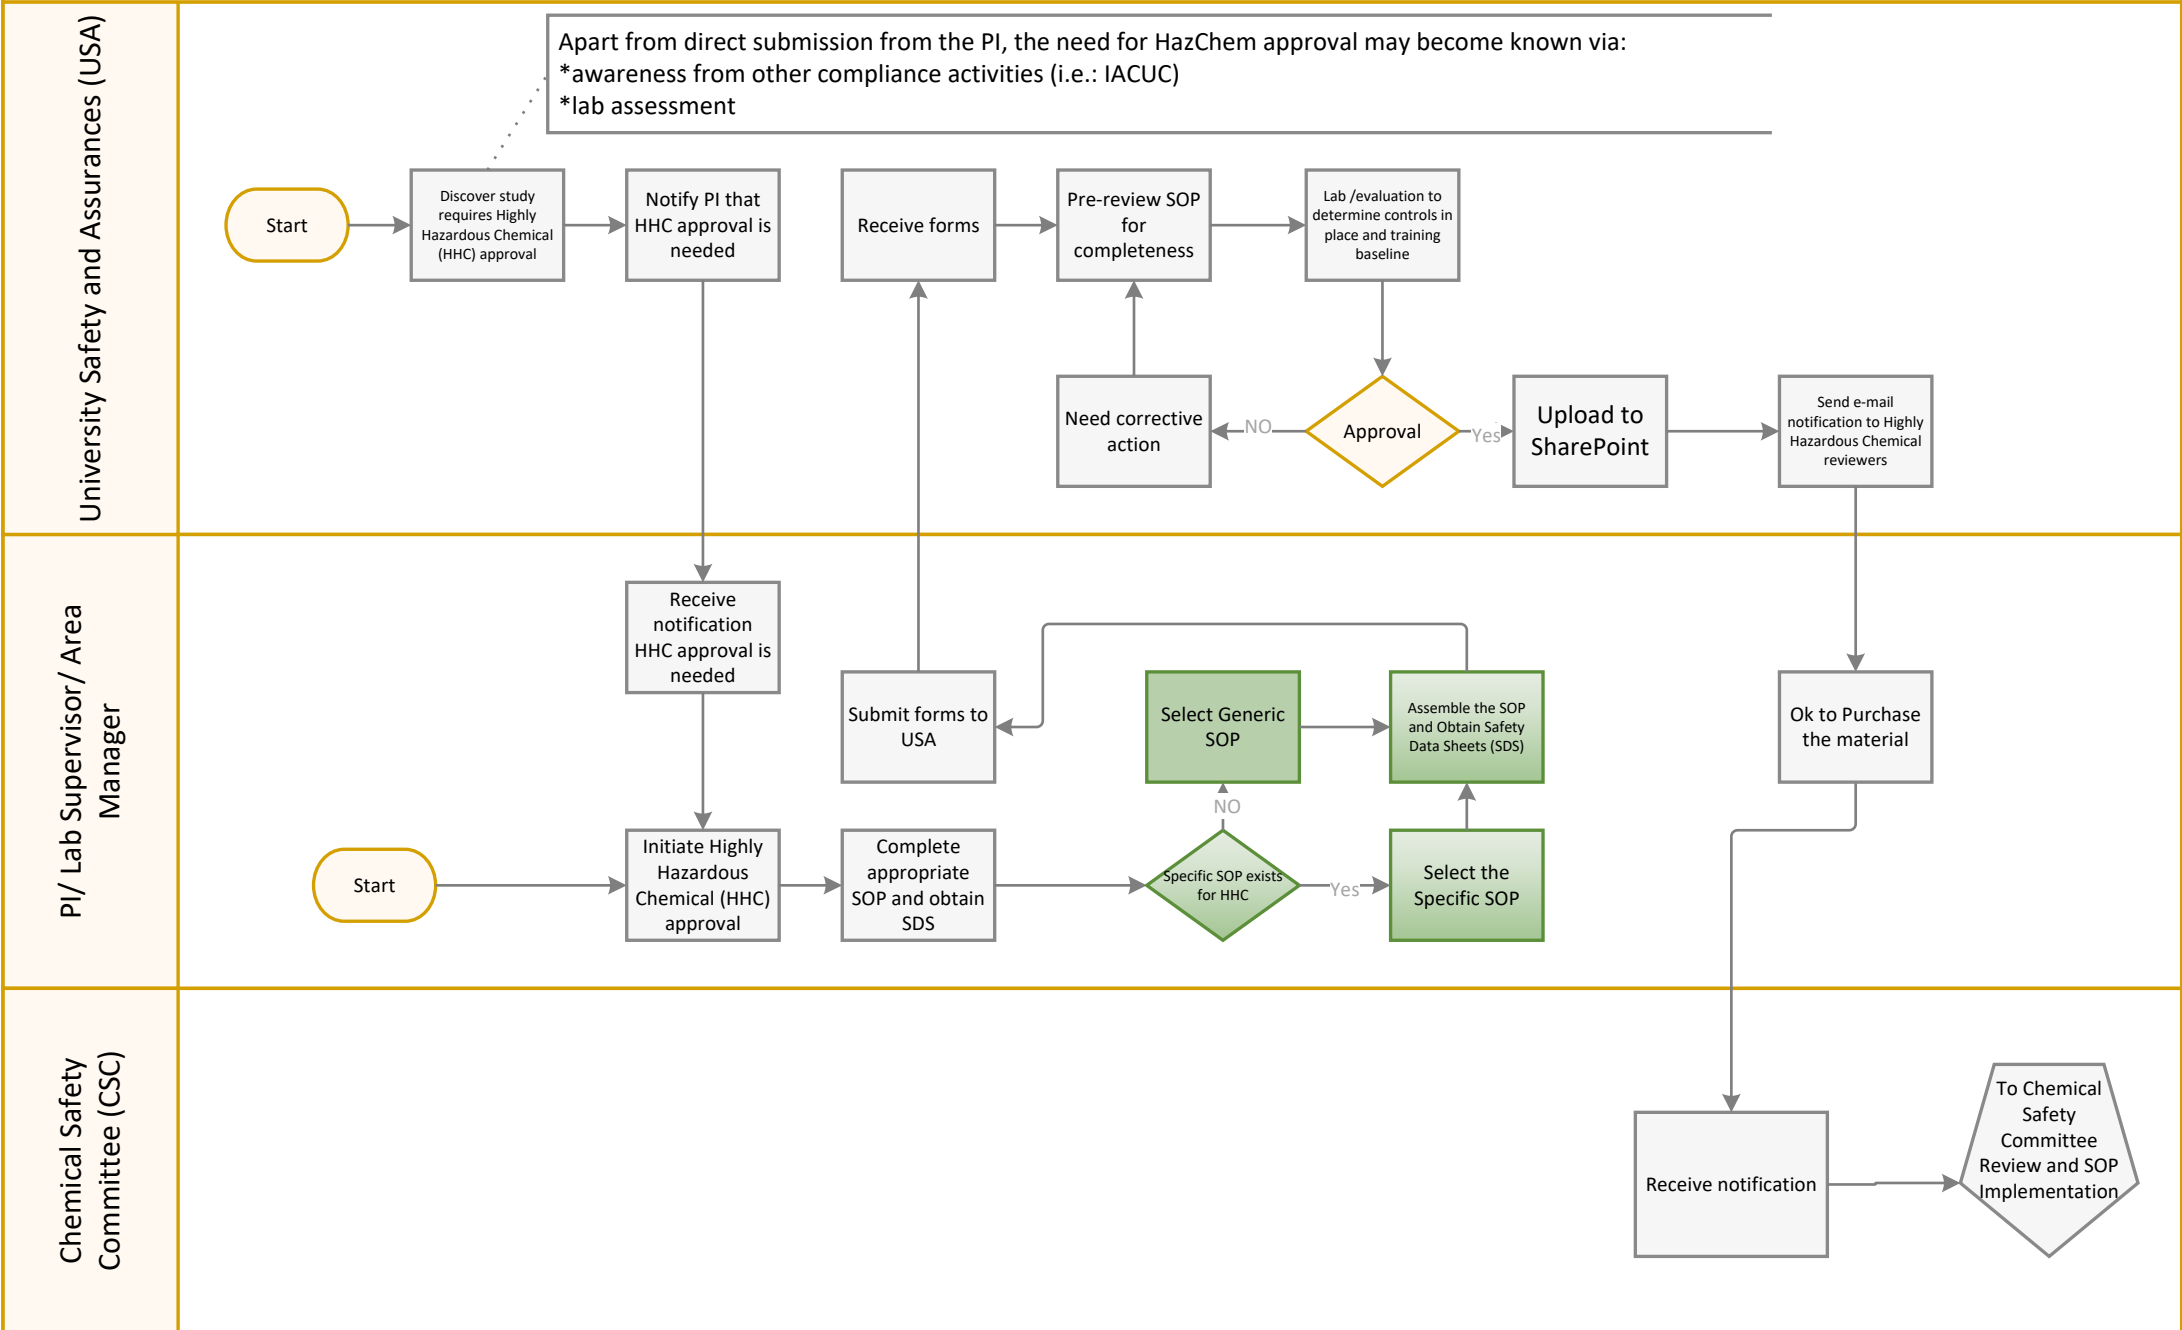 University Safety and Assurances (USA)
Apart from direct submission from the PI, the need for HazChem approval may become known via:
*awareness from other compliance activities (i.e.: IACUC)
*lab assessment
Start
Discover study
requires Highly
Hazardous Chemical
(HHC) approval
Notify PI that
HHC approval is
needed
Receive forms
Pre-review SOP
for
completeness
Lab /evaluation to
determine controls in
place and training
baseline
Need corrective
action
NO
Approval
Yes
Upload to
SharePoint
Send e-mail
notification to Highly
Hazardous Chemical
reviewers
PI/ Lab Supervisor/ Area
Manager
Receive
notification
HHC approval is
needed
Submit forms to
USA
Select Generic
SOP
Assemble the SOP
and Obtain Safety
Data Sheets (SDS)
Ok to Purchase
the material
NO
Start
Initiate Highly
Hazardous
Chemical (HHC)
approval
Complete
appropriate
SOP and obtain
SDS
Specific SOP exists
for HHC
Yes
Select the
Specific SOP
Chemical Safety
Committee (CSC)
Receive notification
To Chemical
Safety
Committee
Review and SOP
Implementation